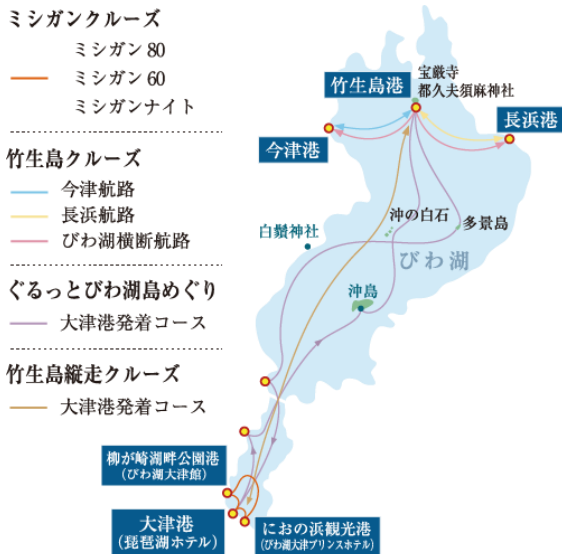 ミシガンクルーズ
ミシガン 80
ミシガン 60
ミシガンナイト
竹生島クルーズ
今津航路
長浜航路
びわ湖横断航路
ぐるっとびわ湖島めぐり
大津港発着コース
竹生島縦走クルーズ
大津港発着コース
宝厳寺
都久夫須麻神社
竹生島港
長浜港
今津港
沖の白石
多景島
白鬚神社
びわ湖
沖島
柳が崎湖畔公園港
(びわ湖大津館)
大津港
(琵琶湖ホテル)
におの浜観光港
(びわ湖大津プリンスホテル)